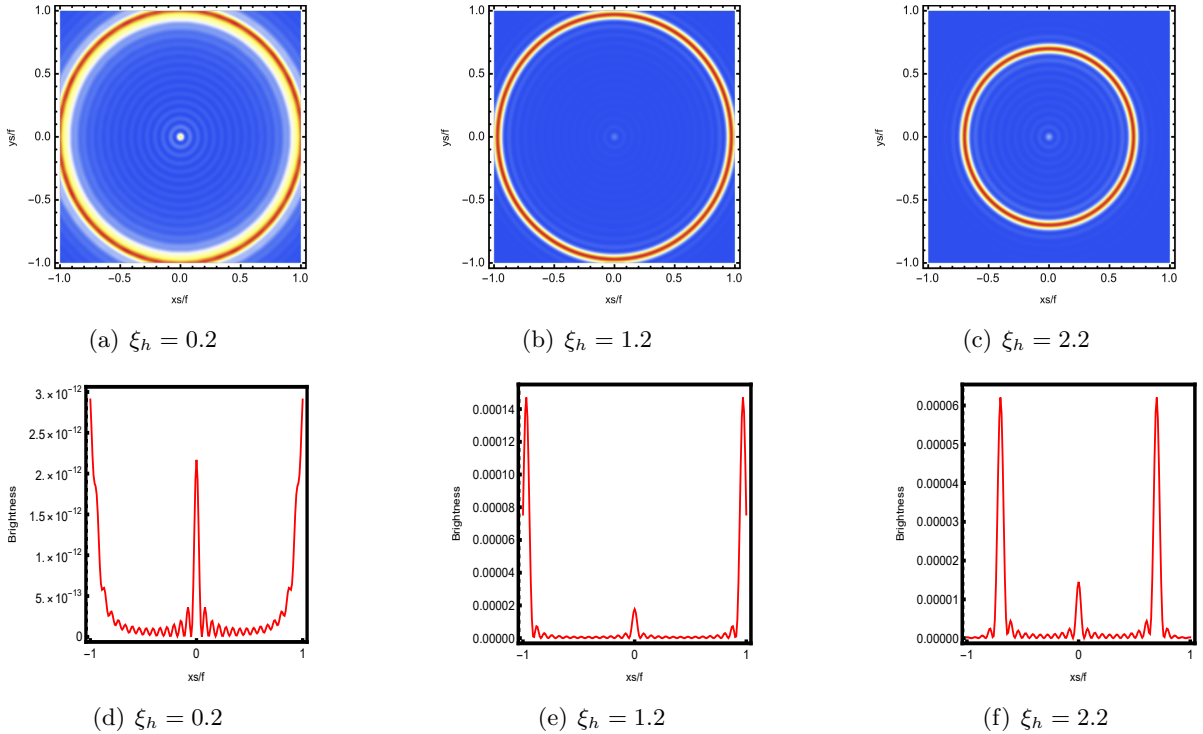 1.0
0.5
0.0
−0.5
−1.0
ys/f
−1.0 −0.5 0.0 0.5 1.0
xs/f
(a) ξh = 0.2
1.0
0.5
0.0
−0.5
−1.0
ys/f
−1.0 −0.5 0.0 0.5 1.0
xs/f
(b) ξh = 1.2
1.0
0.5
0.0
−0.5
−1.0
ys/f
−1.0 −0.5 0.0 0.5 1.0
xs/f
(c) ξh = 2.2
3.×10−12
2.5×10−12
2.×10−12
1.5×10−12
1.×10−12
5.×10−13
0
Brightness
−1 0 1
xs/f
(d) ξh = 0.2
0.00014
0.00012
0.00010
0.00008
0.00006
0.00004
0.00002
0.00000
Brightness
−1 0 1
xs/f
(e) ξh = 1.2
0.00006
0.00005
0.00004
0.00003
0.00002
0.00001
0.00000
Brightness
−1 0 1
xs/f
(f) ξh = 2.2